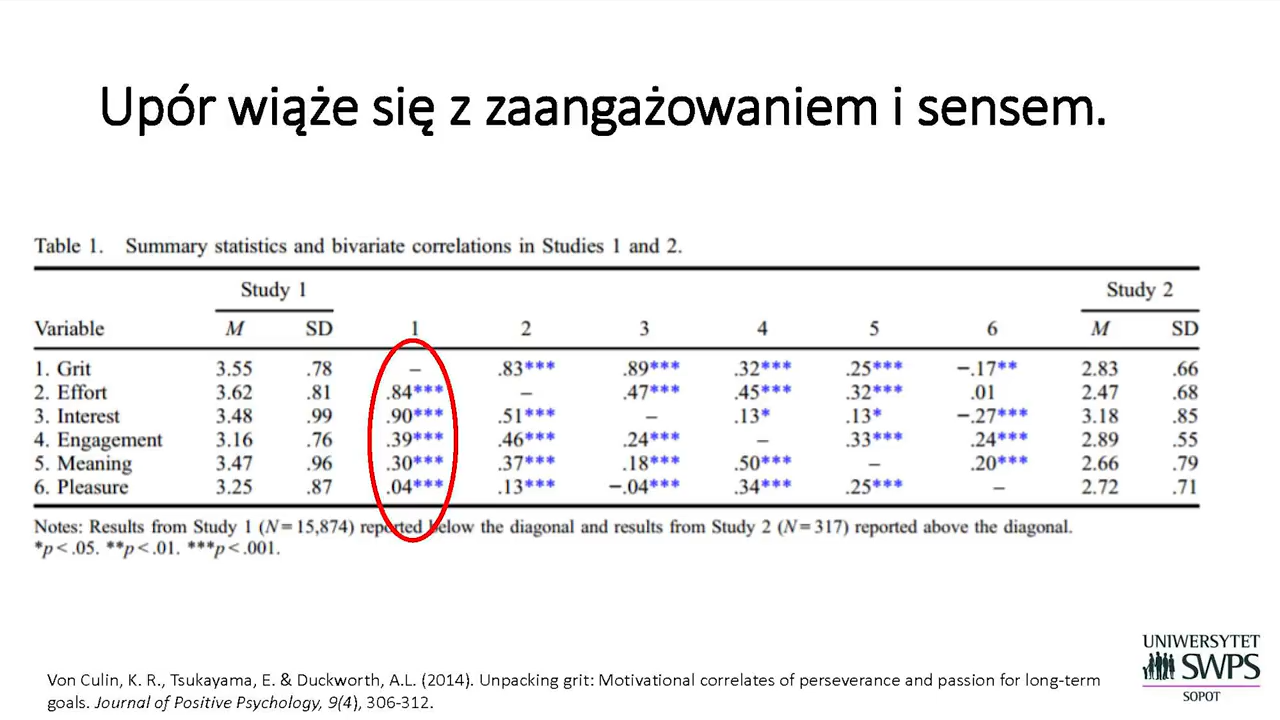 Upór wiąże się z zaangażowaniem i sensem.
Table 1. Summary statistics and bivariate correlations in Studies 1 and 2.
Study 1 Study 2
Variable M SD 1 2 3 4 5 6 M SD
1. Grit 3.55 .78 – .83*** .89*** .32*** .25*** −.17** 2.83 .66
2. Effort 3.62 .81 .84*** – .47*** .45*** .32*** .01 2.47 .68
3. Interest 3.48 .99 .90*** .51*** – .13* .13* −.27*** 3.18 .85
4. Engagement 3.16 .76 .39*** .46*** .24*** – .33*** .24*** 2.89 .55
5. Meaning 3.47 .96 .30*** .37*** .18*** .50*** – .20*** 2.66 .79
6. Pleasure 3.25 .87 .04*** .13*** −.04*** .34*** .25*** – 2.72 .71
Notes: Results from Study 1 (N = 15,874) reported below the diagonal and results from Study 2 (N = 317) reported above the diagonal.
*p < .05. **p < .01. ***p < .001.
Von Culin, K. R., Tsukayama, E. & Duckworth, A.L. (2014). Unpacking grit: Motivational correlates of perseverance and passion for long-term
goals. Journal of Positive Psychology, 9(4), 306-312.
UNIWERSYTET
SWPS
SOPOT